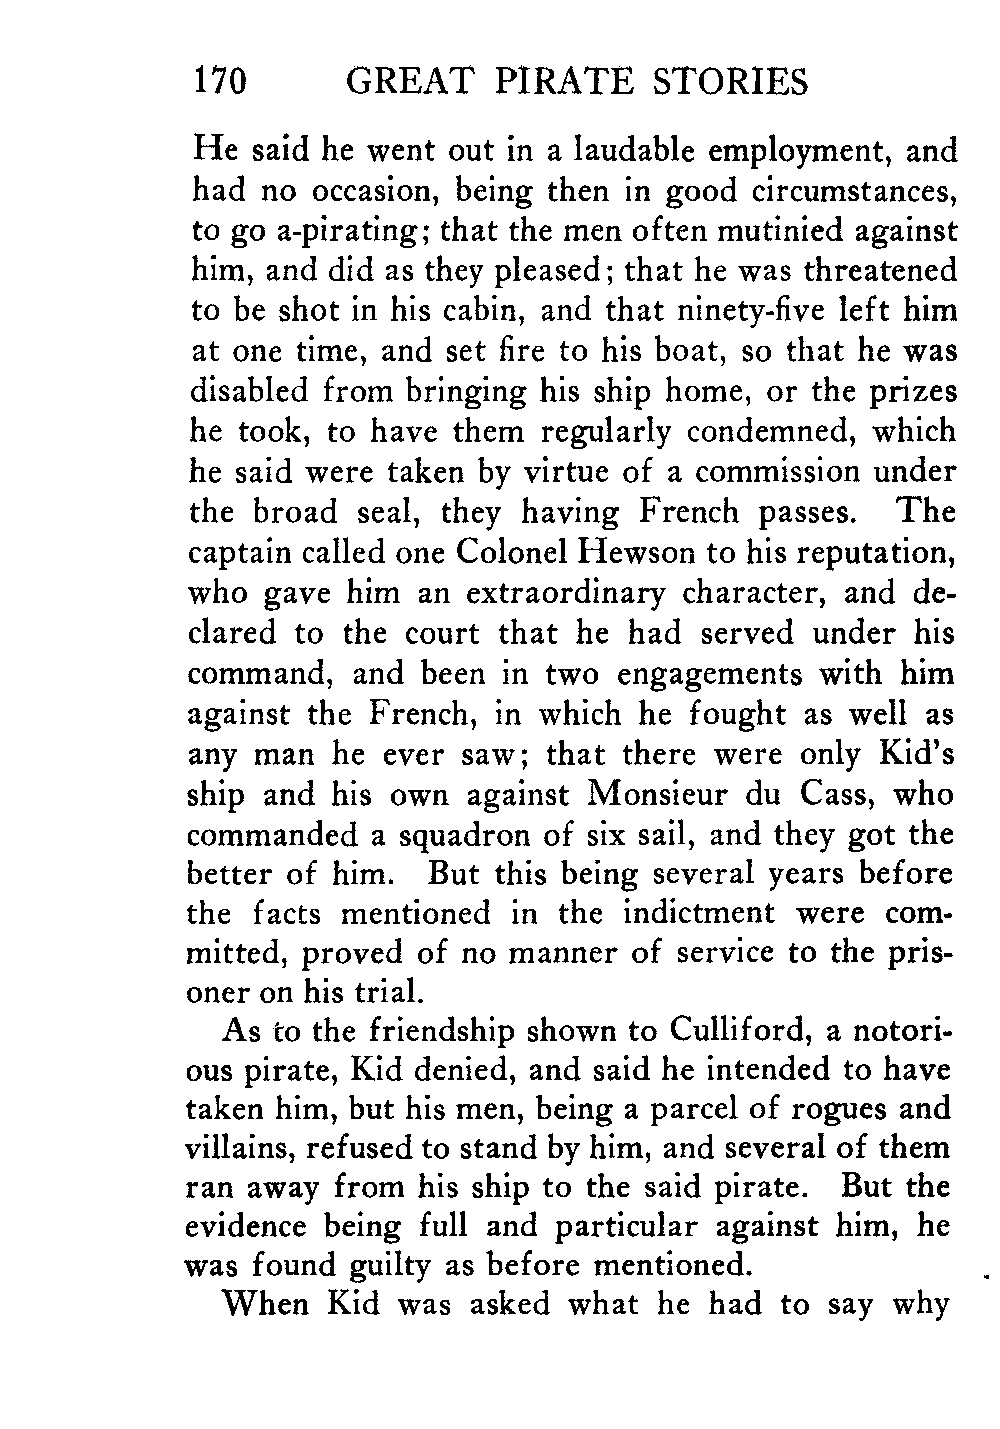 170 GREAT PIRATE STORIES
He said he went out in a laudable employment, and
had no occasion, being then in good circumstances,
to go a-pirating; that the men often mutinied against
him, and did as they pleased; that he was threatened
to be shot in his cabin, and that ninety-five left him
at one time, and set fire to his boat, so that he was
disabled from bringing his ship home, or the prizes
he took, to have them regularly condemned, which
he said were taken by virtue of a commission under
the broad seal, they having French passes. The
captain called one Colonel Hewson to his reputation,
who gave him an extraordinary character, and de-
clared to the court that he had served under his
command, and been in two engagements with him
against the French, in which he fought as well as
any man he ever saw; that there were only Kid's
ship and his own against Monsieur du Cass, who
commanded a squadron of six sail, and they got the
better of him. But this being several years before
the facts mentioned in the indictment were com-
mitted, proved of no manner of service to the pris-
oner on his trial.
As to the friendship shown to Culliford, a notori-
ous pirate, Kid denied, and said he intended to have
taken him, but his men, being a parcel of rogues and
villains, refused to stand by him, and several of them
ran away from his ship to the said pirate. But the
evidence being full and particular against him, he
was found guilty as before mentioned.
When Kid was asked what he had to say why